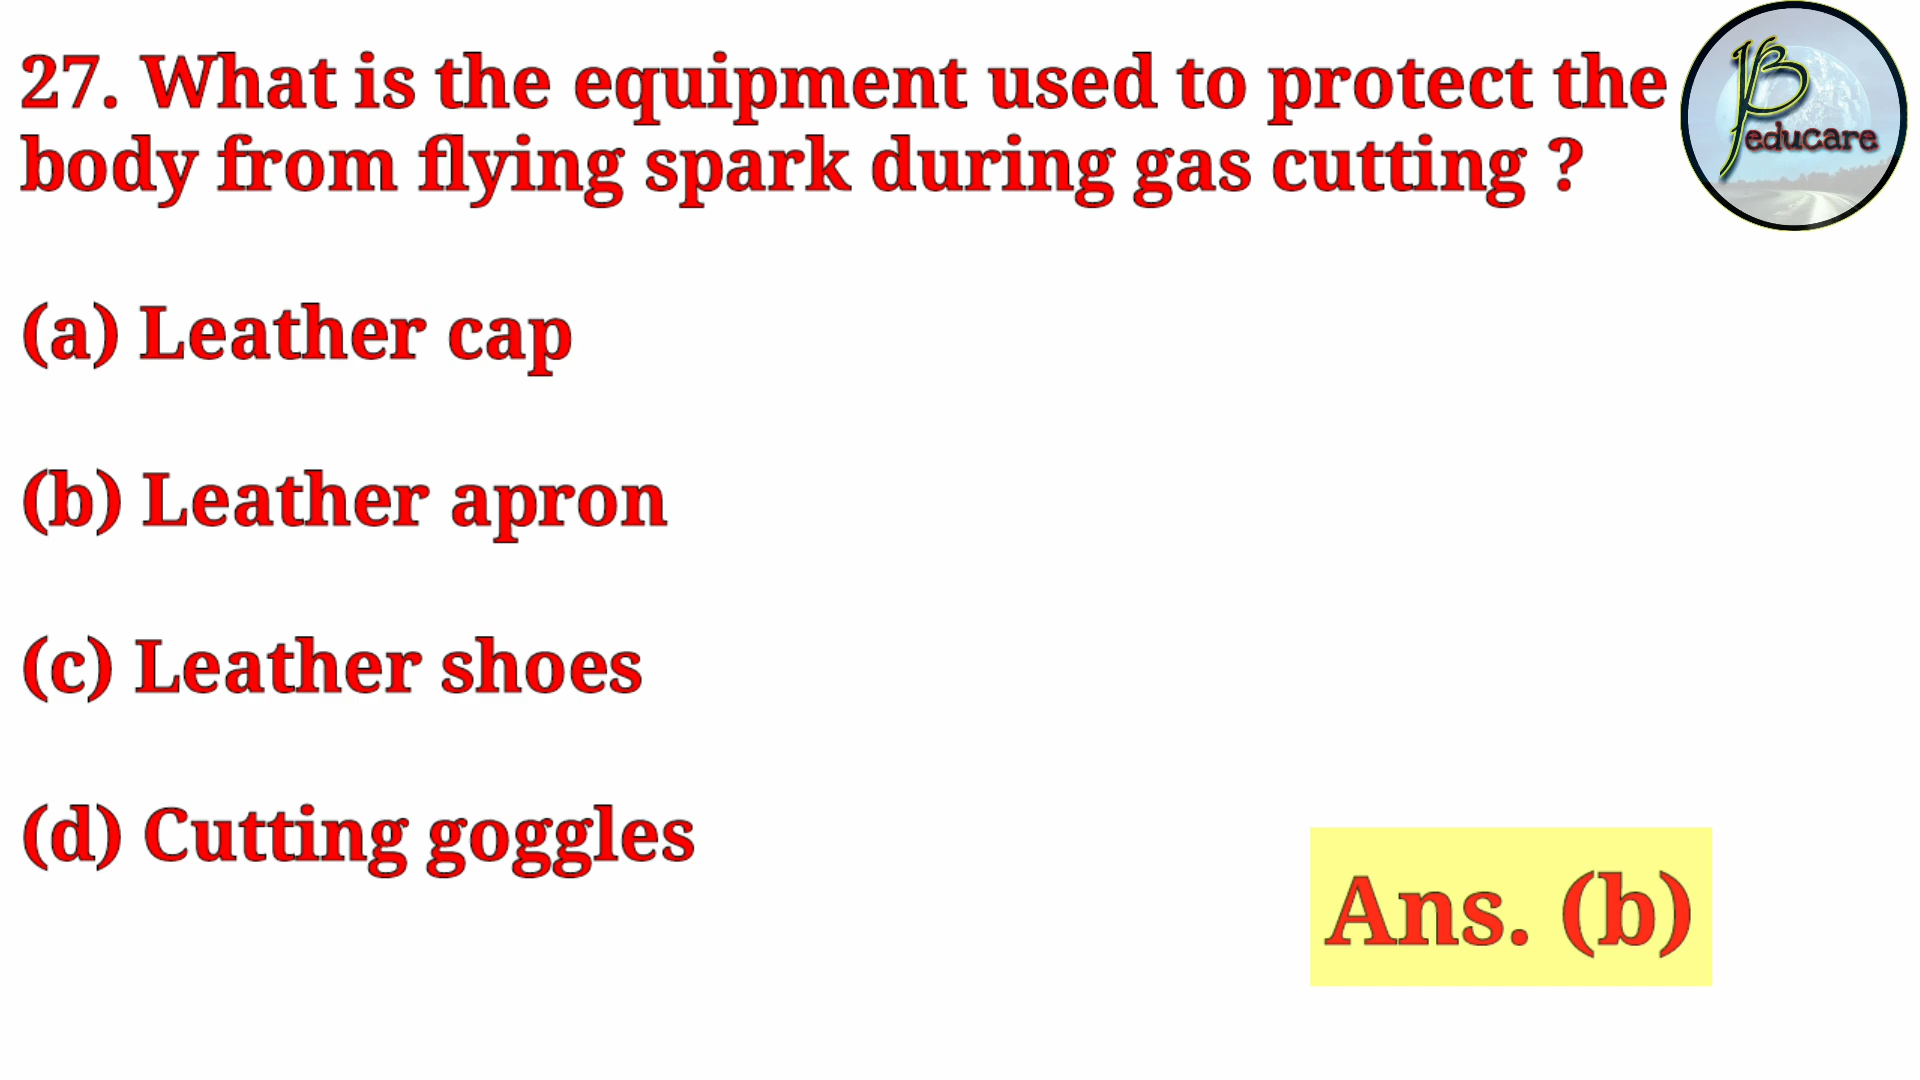 27. What is the equipment used to protect the
body from flying spark during gas cutting ?
(a) Leather cap
(b) Leather apron
(c) Leather shoes
(d) Cutting goggles
Ans. (b)
educare